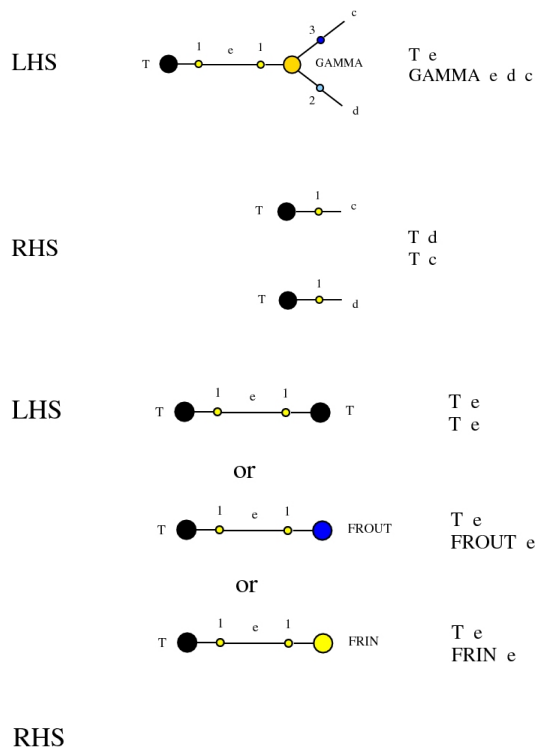 c
3
1 e 1
LHS T GAMMA T e
GAMMA e d c
2
d
1
T c
RHS T d
T c
1
T d
1 e 1
LHS T T T e
T e
or
1 e 1
T FROUT T e
FROUT e
or
1 e 1
T FRIN T e
FRIN e
RHS